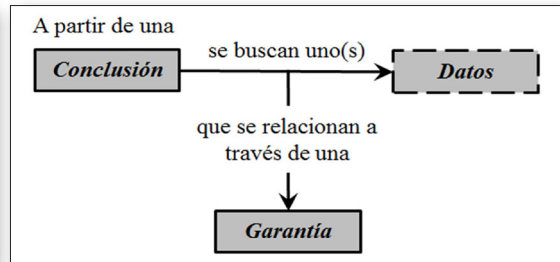 A partir de una
se buscan uno(s)
Conclusión
Datos
que se relacionan a
través de una
Garantía